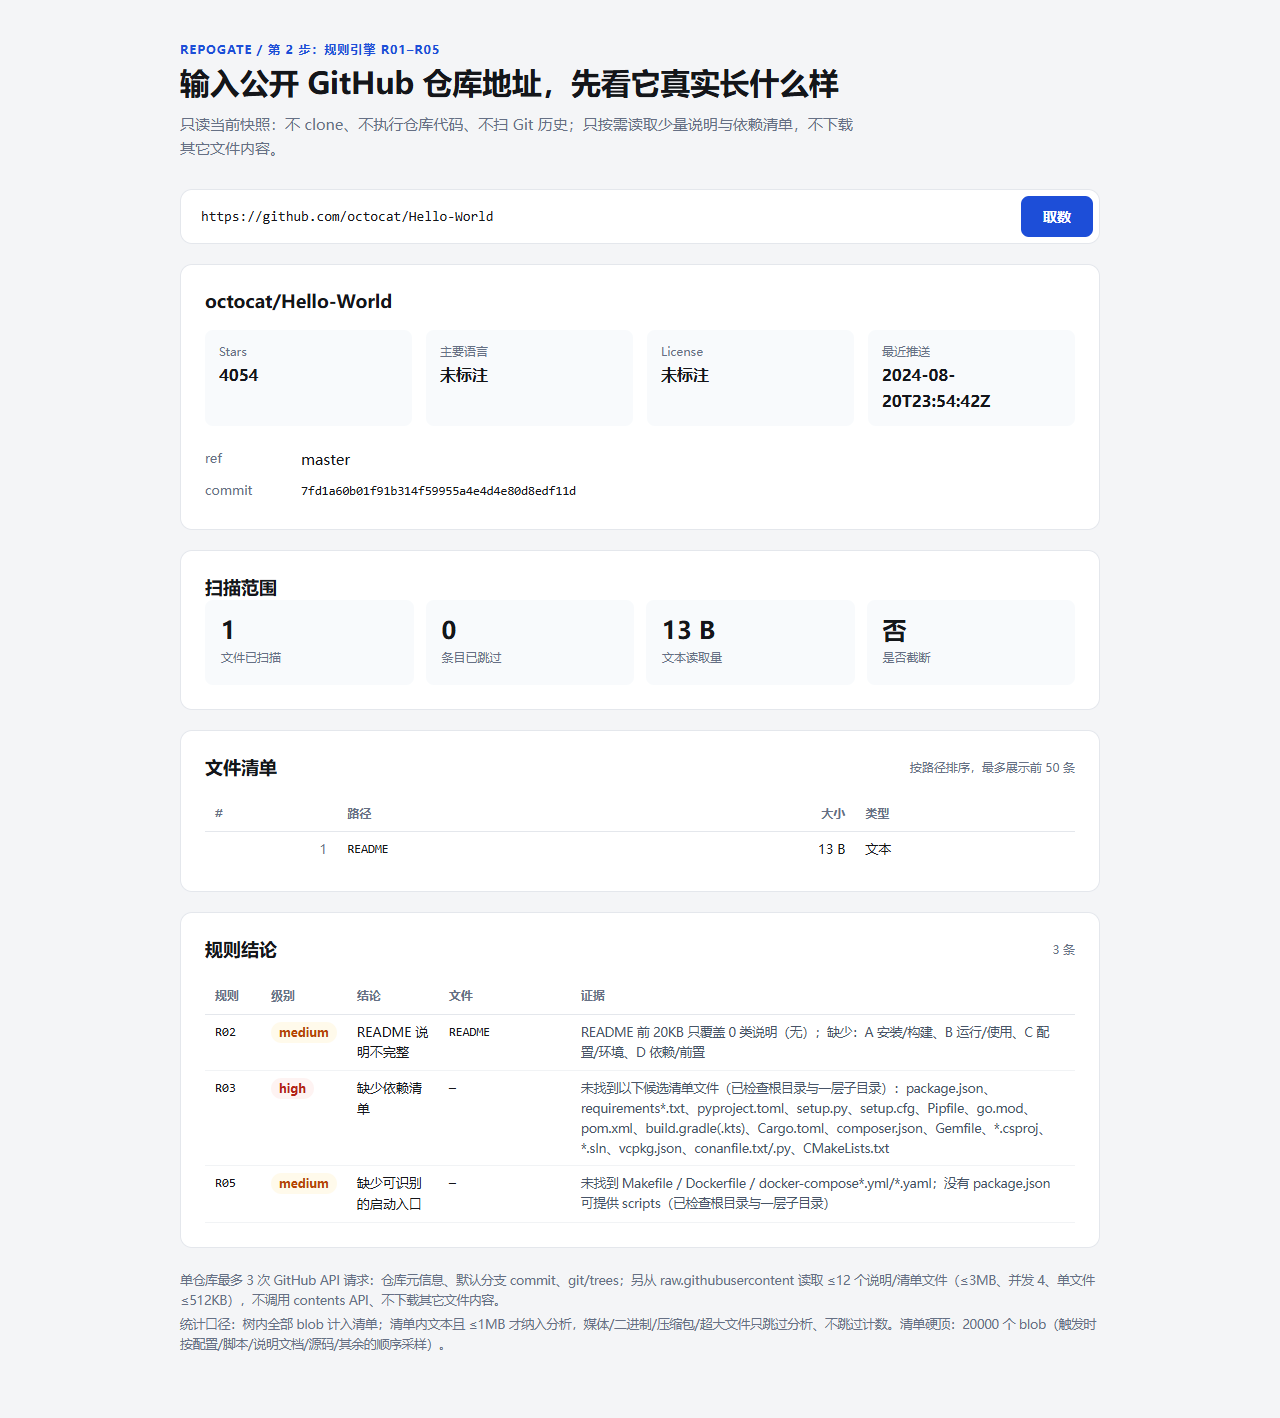 REPOGATE / 第 2 步：规则引擎 R01–R05
输入公开 GitHub 仓库地址，先看它真实长什么样
只读当前快照：不 clone、不执行仓库代码、不扫 Git 历史；只按需读取少量说明与依赖清单，不下载
其它文件内容。
https://github.com/octocat/Hello-World
取数
octocat/Hello-World
Stars
4054
主要语言
未标注
License
未标注
最近推送
2024-08-
20T23:54:42Z
ref
master
commit
7fd1a60b01f91b314f59955a4e4d4e80d8edf11d
扫描范围
1
文件已扫描
0
条目已跳过
13 B
文本读取量
否
是否截断
文件清单
按路径排序，最多展示前 50 条
# 路径 大小 类型
1 README 13 B 文本
规则结论
3 条
规则 级别 结论 文件 证据
R02 medium README 说 README README 前 20KB 只覆盖 0 类说明（无）；缺少：A 安装/构建、B 运行/使用、C 配
明不完整 置/环境、D 依赖/前置
R03 high 缺少依赖清 — 未找到以下候选清单文件（已检查根目录与一层子目录）：package.json、
单 requirements*.txt、pyproject.toml、setup.py、setup.cfg、Pipfile、go.mod、
pom.xml、build.gradle(.kts)、Cargo.toml、composer.json、Gemfile、*.csproj、
*.sln、vcpkg.json、conanfile.txt/.py、CMakeLists.txt
R05 medium 缺少可识别 — 未找到 Makefile / Dockerfile / docker-compose*.yml/*.yaml；没有 package.json
的启动入口 可提供 scripts（已检查根目录与一层子目录）
单仓库最多 3 次 GitHub API 请求：仓库元信息、默认分支 commit、git/trees；另从 raw.githubusercontent 读取 ≤12 个说明/清单文件（≤3MB、并发 4、单文件
≤512KB），不调用 contents API、不下载其它文件内容。
统计口径：树内全部 blob 计入清单；清单内文本且 ≤1MB 才纳入分析，媒体/二进制/压缩包/超大文件只跳过分析、不跳过计数。清单硬顶：20000 个 blob（触发时
按配置/脚本/说明文档/源码/其余的顺序采样）。